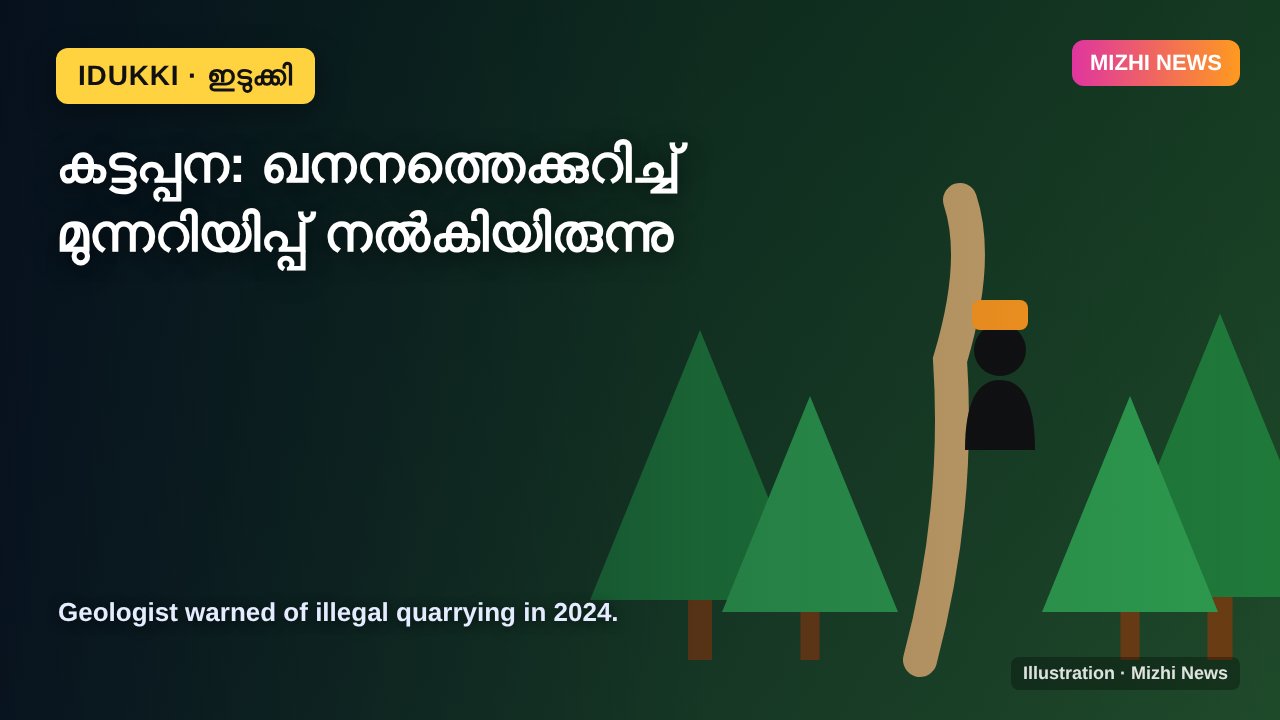 IDUKKI · ഇടുക്കി
MIZHI NEWS
കട്ടപ്പന: ഖനനത്തെക്കുറിച്ച്
മുന്നറിയിപ്പ് നൽകിയിരുന്നു
Geologist warned of illegal quarrying in 2024.
Illustration · Mizhi News